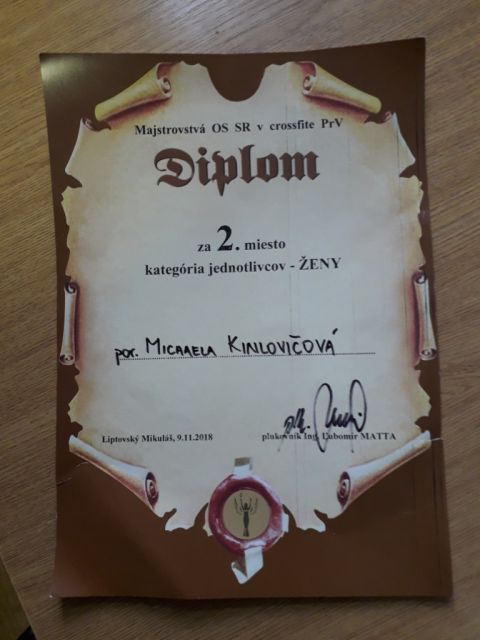 Majstrovstvá OS SR v crossfite PrV
Diplom
za 2. miesto
kategória jednotlivcov - ŽENY
por. MICHAELA KINLOVIČOVÁ
Liptovský Mikuláš, 9.11.2018
plukovník Ing. Ľubomír MATTA